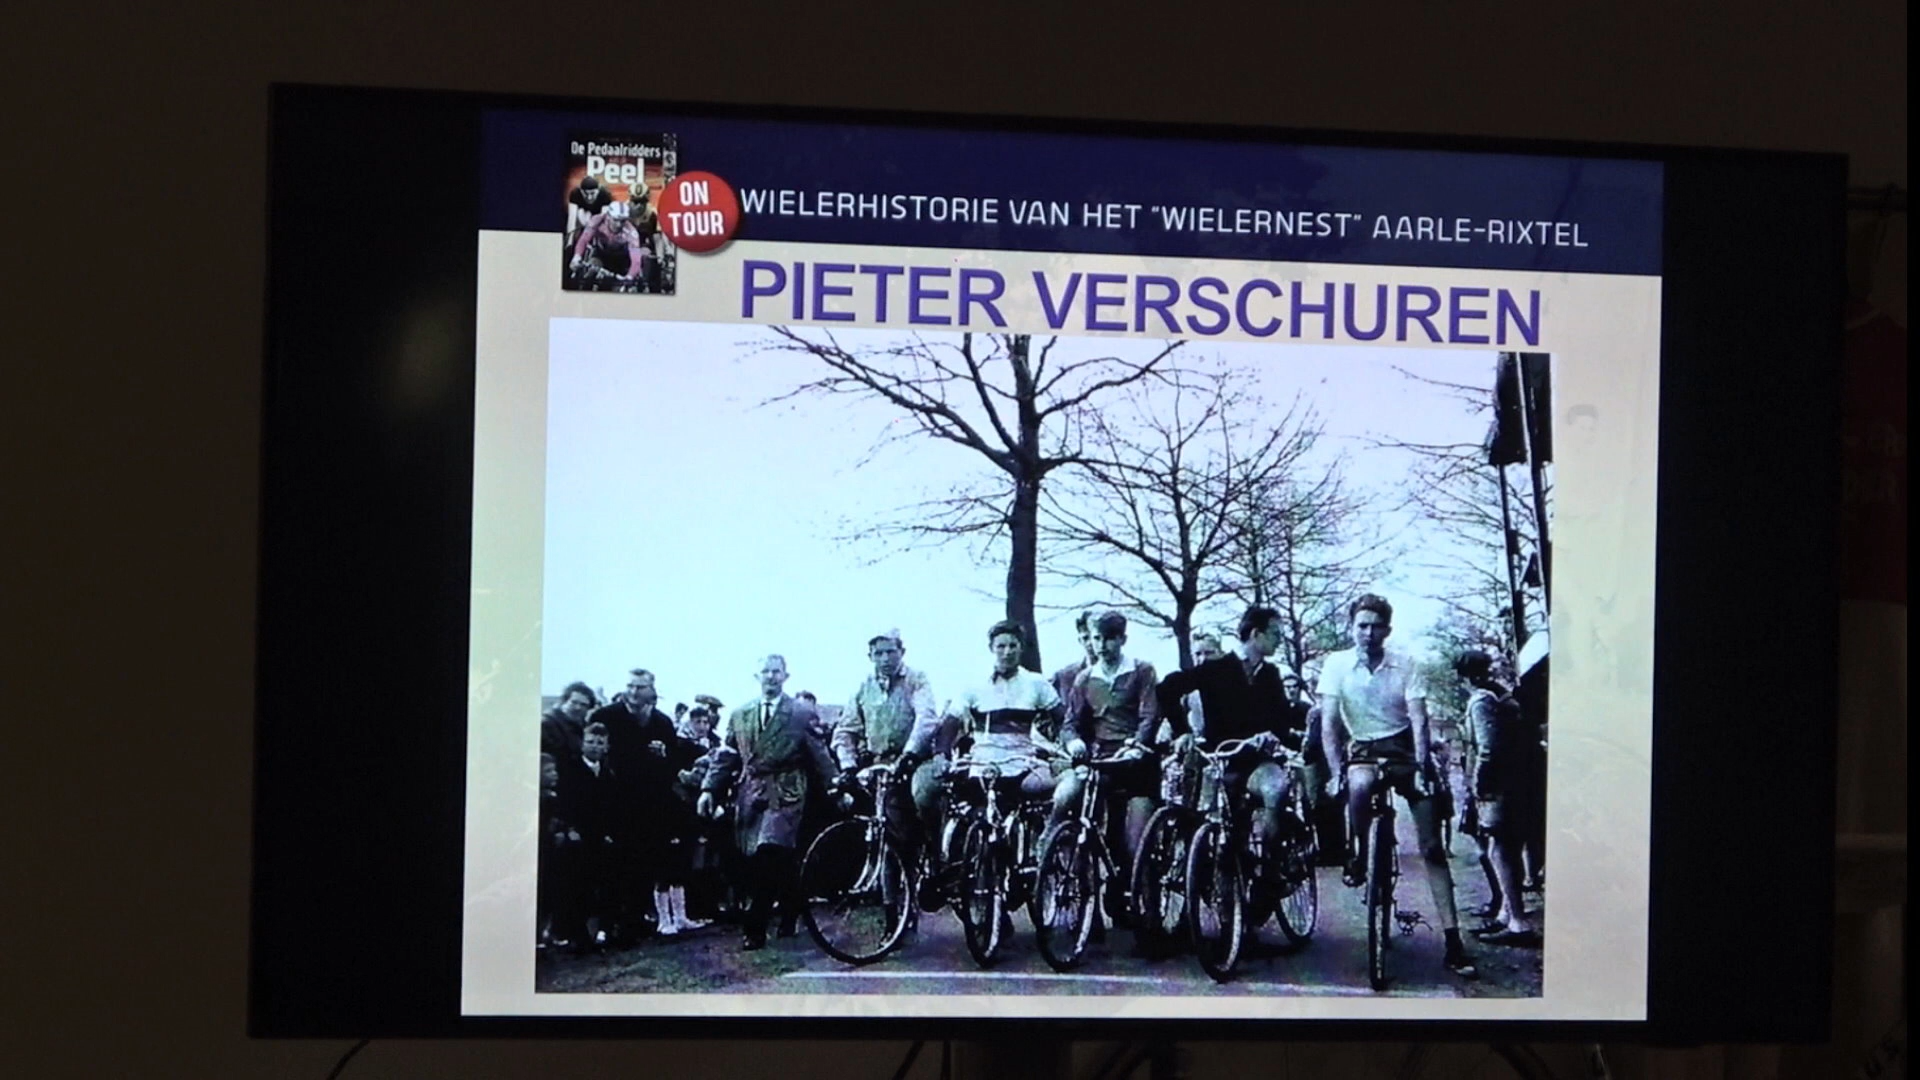 De Pedaalridders
Peel
ON
TOUR
WIELERHISTORIE VAN HET "WIELERNEST" AARLE-RIXTEL
PIETER VERSCHUREN